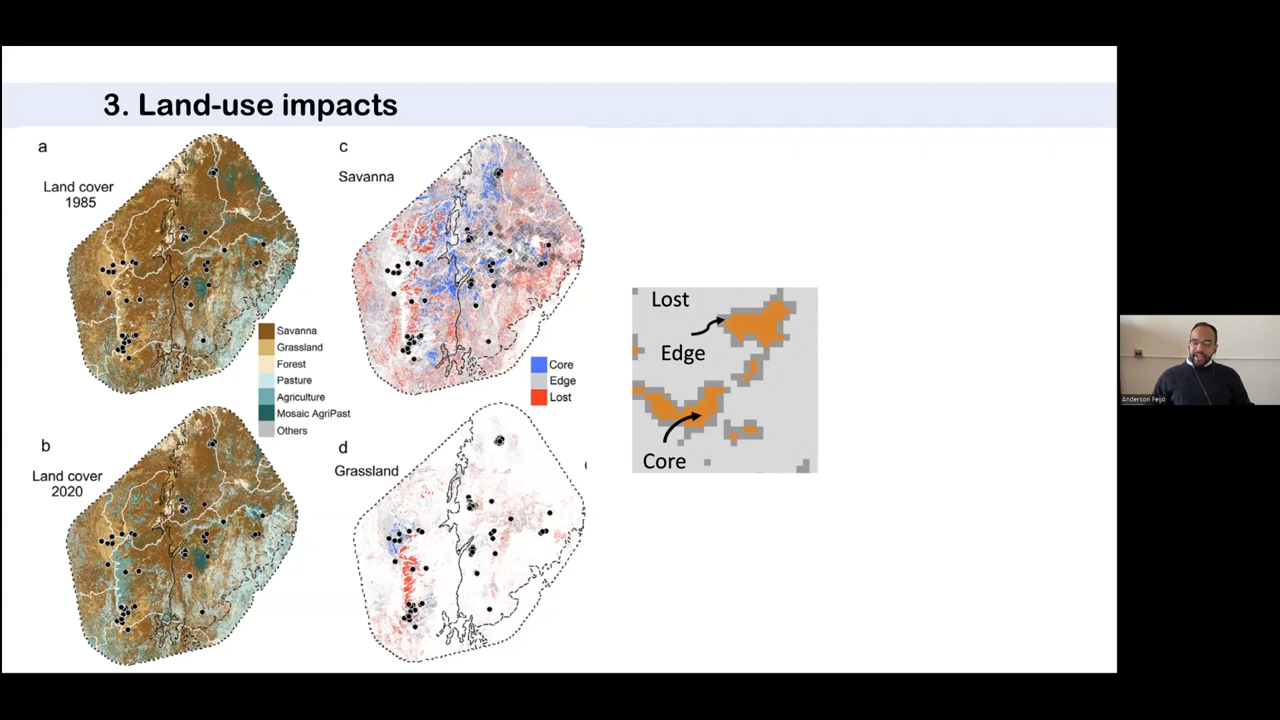 3. Land-use impacts
a
Land cover
1985
c
Savanna
Savanna
Grassland
Forest
Pasture
Agriculture
Mosaic AgriPast
Others
Core
Edge
Lost
b
Land cover
2020
d
Grassland
Lost
Edge
Core
Anderson Feijó